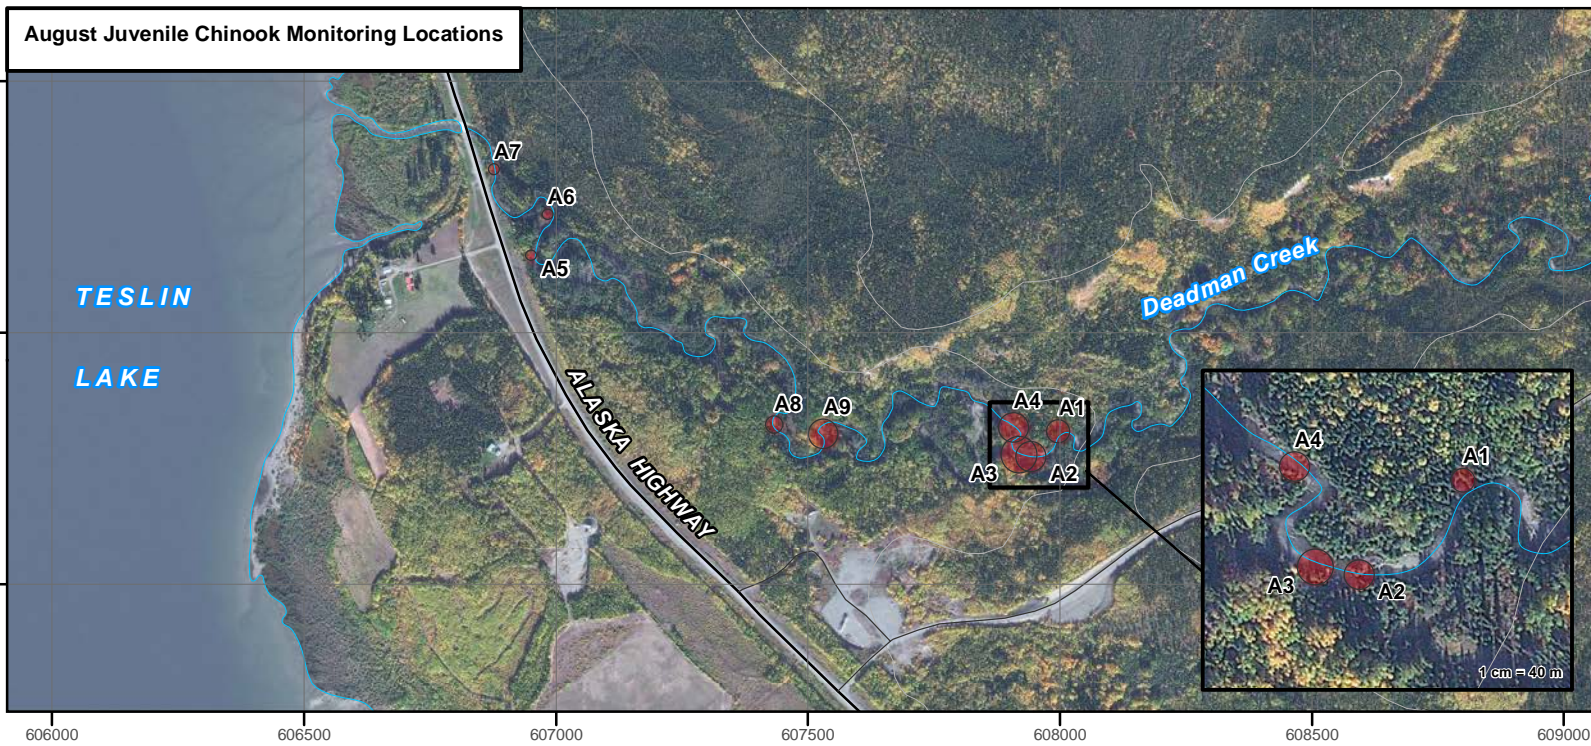 August Juvenile Chinook Monitoring Locations
A7
A6
A5
TESLIN
LAKE
Deadman Creek
ALASKA HIGHWAY
A8
A9
A4
A1
A3
A2
A4
A1
A3
A2
1 cm = 40 m
606000
606500
607000
607500
608000
608500
609000